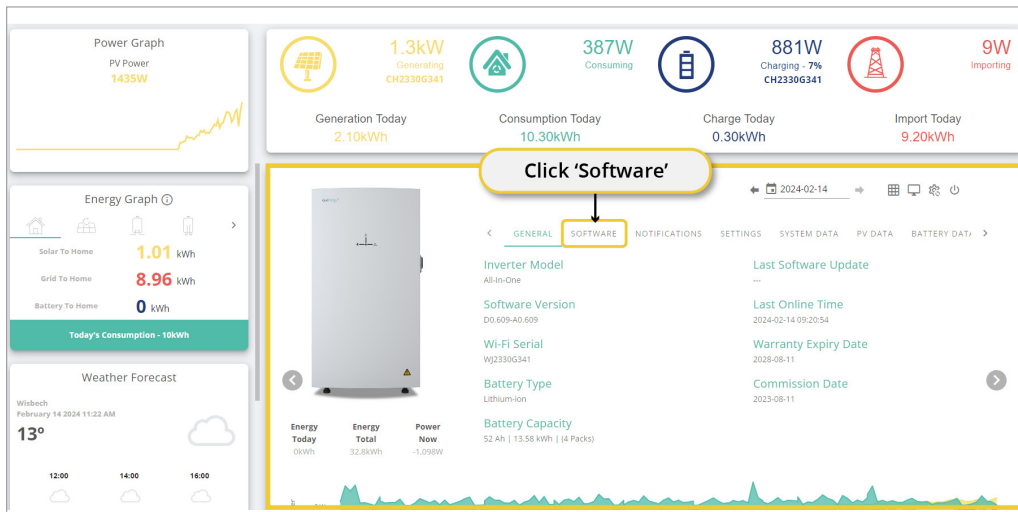 Power Graph
PV Power
1435W
1.3kW
Generating
CH2330G341
387W
Consuming
881W
Charging - 7%
CH2330G341
9W
Importing
Generation Today
2.10kWh
Consumption Today
10.30kWh
Charge Today
0.30kWh
Import Today
9.20kWh
Click ‘Software’
Energy Graph
Solar To Home 1.01 kWh
Grid To Home 8.96 kWh
Battery To Home 0 kWh
Today's Consumption - 10kWh
2024-02-14
GENERAL SOFTWARE NOTIFICATIONS SETTINGS SYSTEM DATA PV DATA BATTERY DATA
Inverter Model
All-In-One
Software Version
D0.609-A0.609
Wi-Fi Serial
WJ2330G341
Battery Type
Lithium-ion
Battery Capacity
52 Ah | 13.58 kWh | (4 Packs)
Last Software Update
---
Last Online Time
2024-02-14 09:20:54
Warranty Expiry Date
2028-08-11
Commission Date
2023-08-11
Energy Today
0kWh
Energy Total
32.8kWh
Power Now
-1,098W
Weather Forecast
Wisbech
February 14 2024 11:22 AM
13°
12:00 14:00 16:00